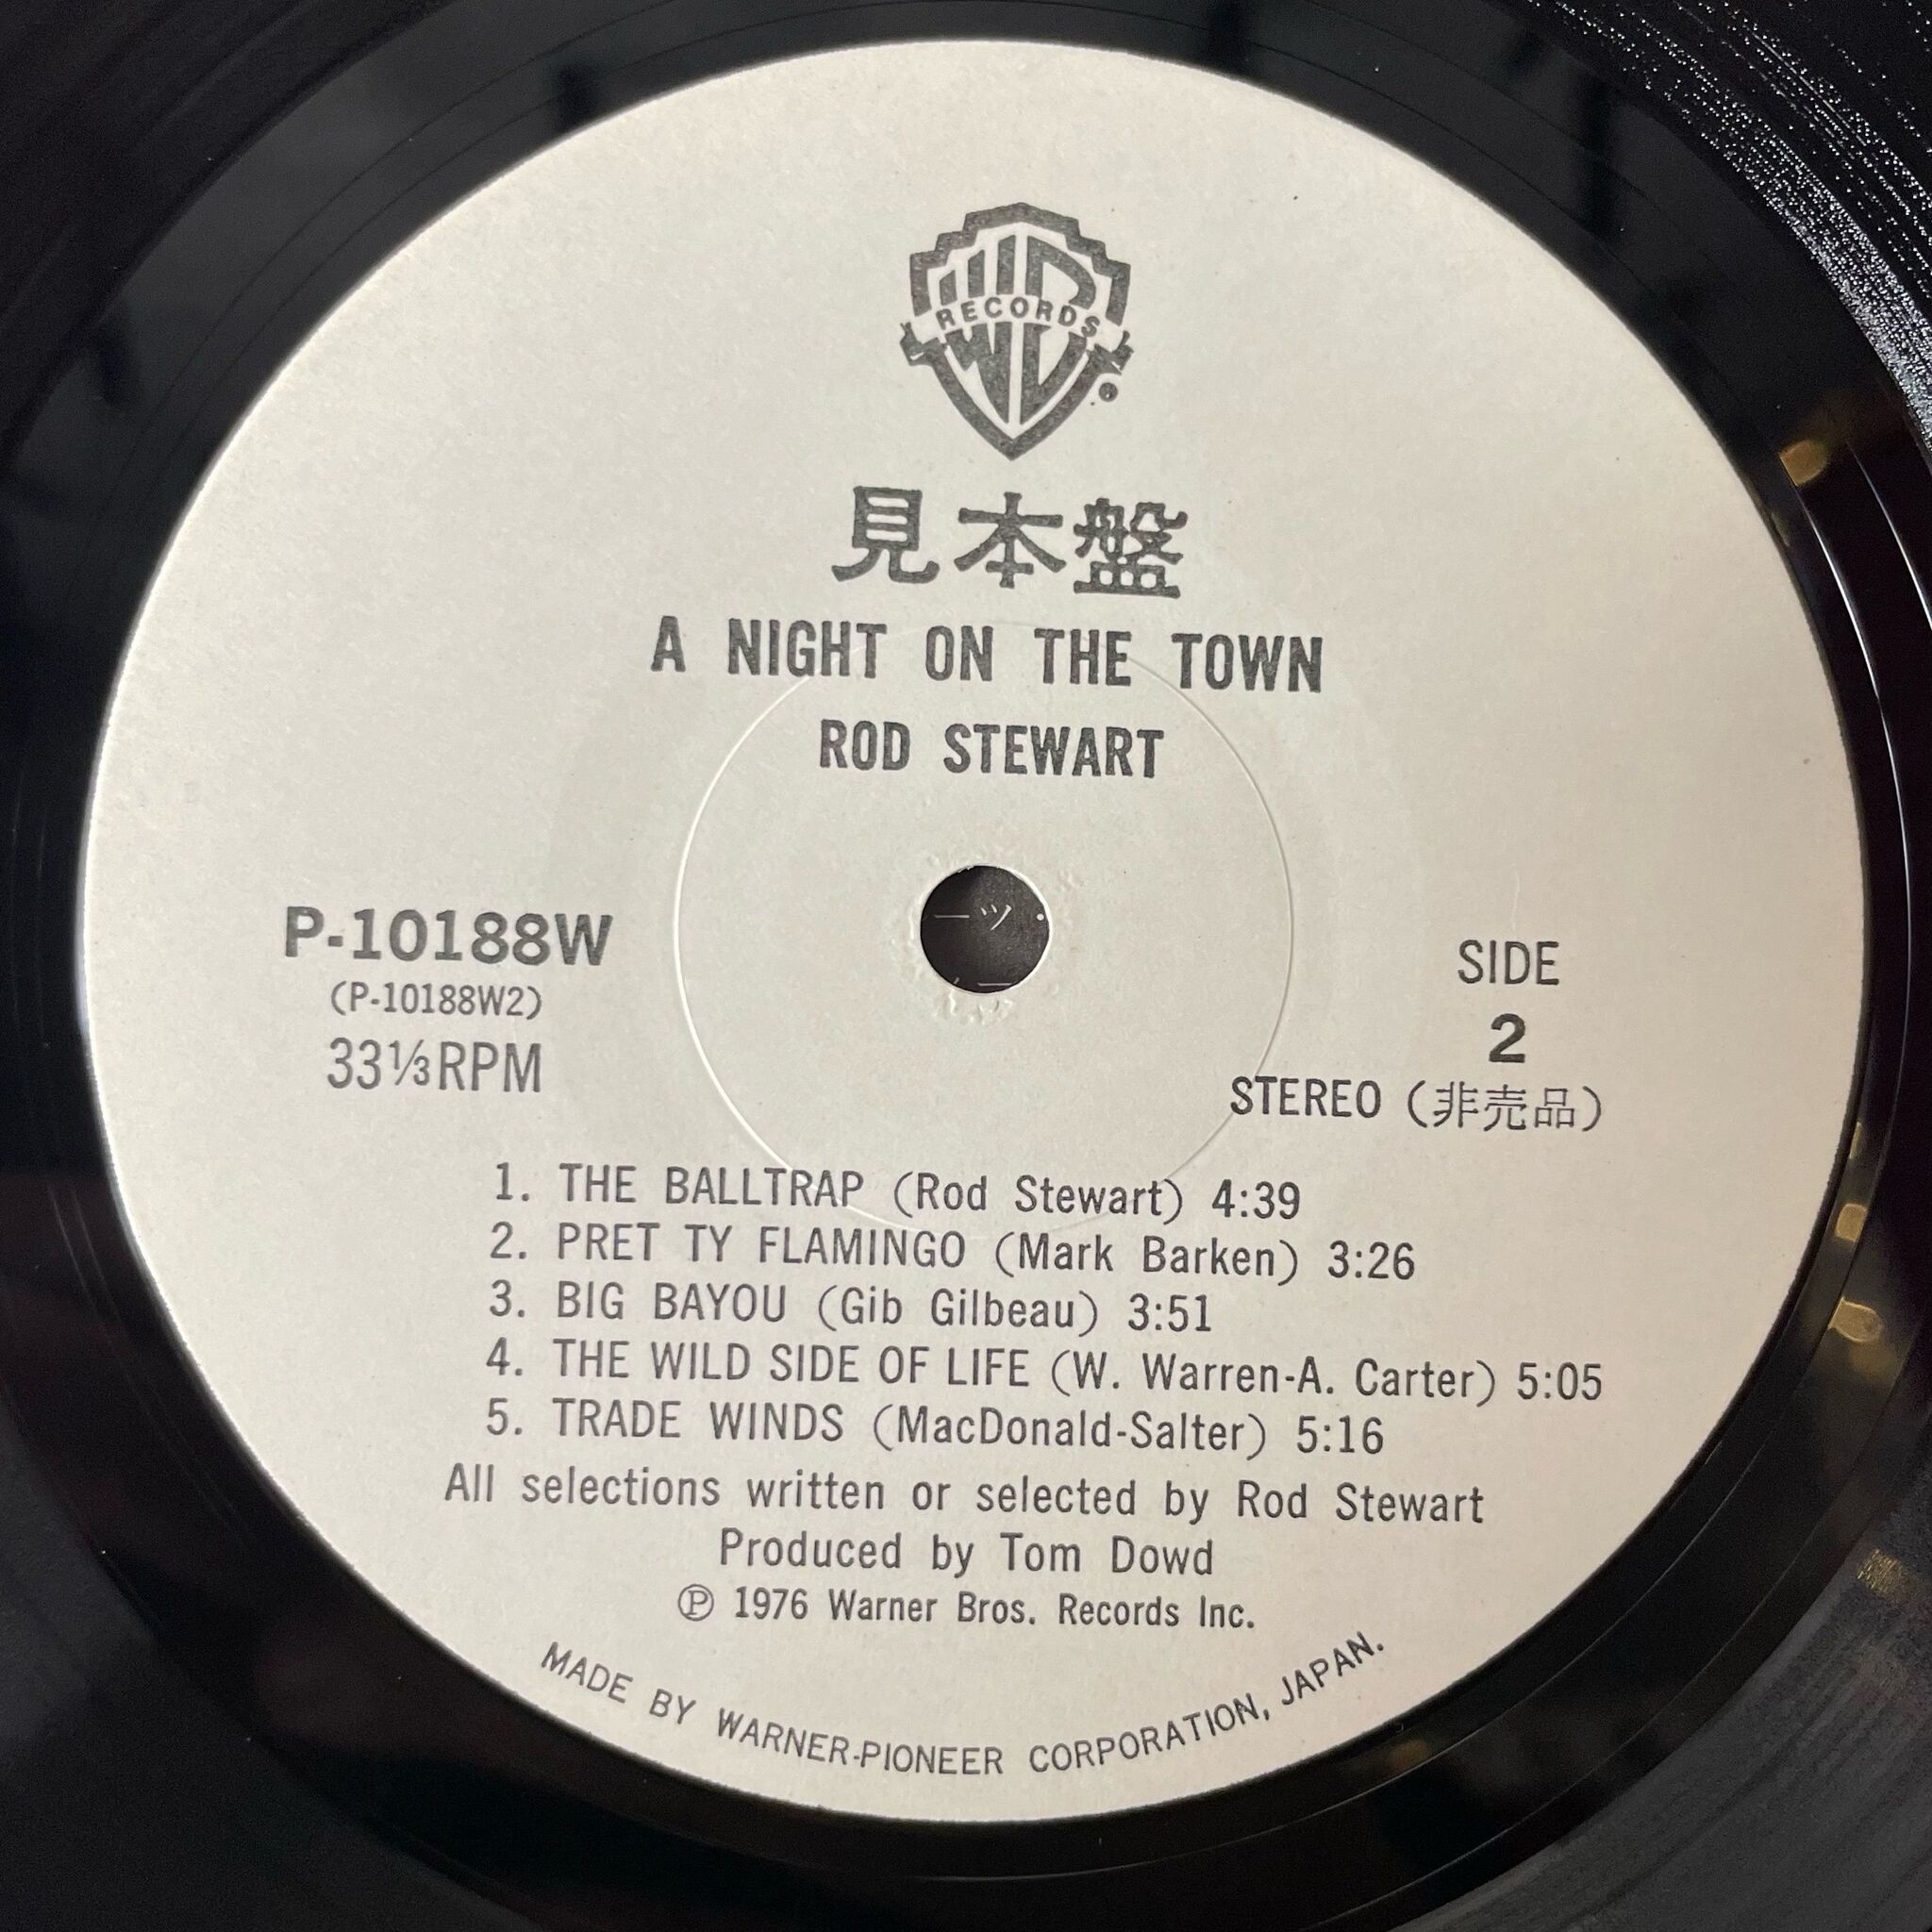 RECORDS
見本盤
A NIGHT ON THE TOWN
ROD STEWART
P-10188W
(P-10188W2)
33⅓RPM
SIDE
2
STEREO (非売品)
1. THE BALLTRAP (Rod Stewart) 4:39
2. PRET TY FLAMINGO (Mark Barken) 3:26
3. BIG BAYOU (Gib Gilbeau) 3:51
4. THE WILD SIDE OF LIFE (W. Warren-A. Carter) 5:05
5. TRADE WINDS (MacDonald-Salter) 5:16
All selections written or selected by Rod Stewart
Produced by Tom Dowd
℗ 1976 Warner Bros. Records Inc.
MADE BY WARNER-PIONEER CORPORATION, JAPAN.